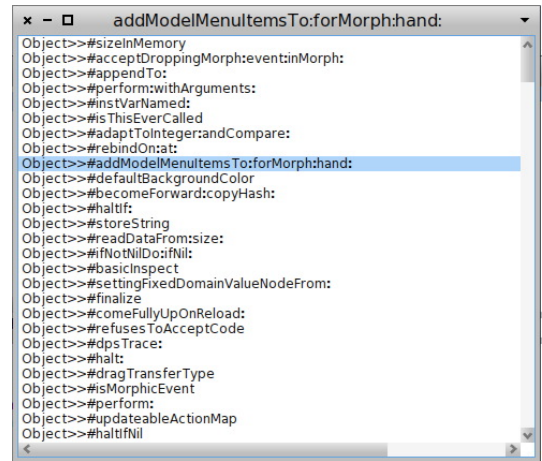 addModelMenuItemsTo:forMorph:hand:
Object>>#sizeInMemory
Object>>#acceptDroppingMorph:event:inMorph:
Object>>#appendTo:
Object>>#perform:withArguments:
Object>>#instVarNamed:
Object>>#isThisEverCalled
Object>>#adaptToInteger:andCompare:
Object>>#rebindOn:at:
Object>>#addModelMenuItemsTo:forMorph:hand:
Object>>#defaultBackgroundColor
Object>>#becomeForward:copyHash:
Object>>#haltIf:
Object>>#storeString
Object>>#readDataFrom:size:
Object>>#ifNotNilDo:ifNil:
Object>>#basicInspect
Object>>#settingFixedDomainValueNodeFrom:
Object>>#finalize
Object>>#comeFullyUpOnReload:
Object>>#refusesToAcceptCode
Object>>#dpsTrace:
Object>>#halt:
Object>>#dragTransferType
Object>>#isMorphicEvent
Object>>#perform:
Object>>#updateableActionMap
Object>>#haltIfNil